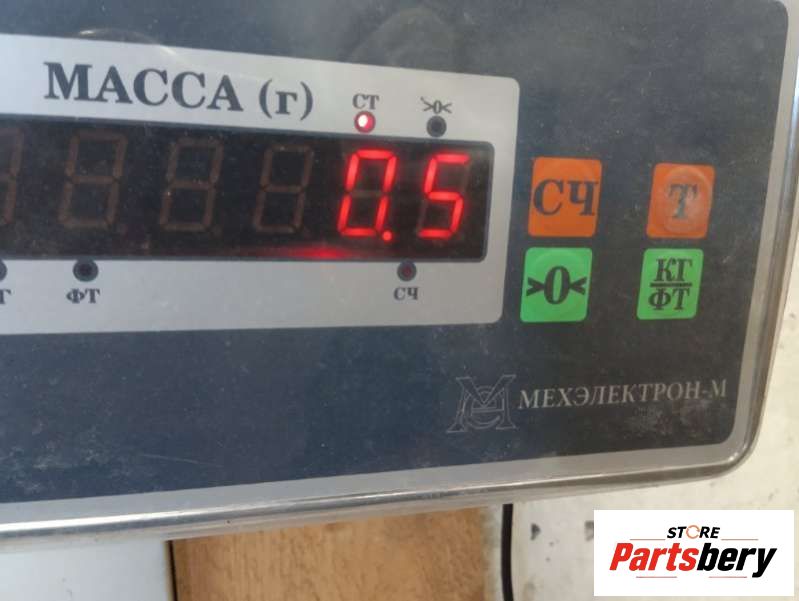 МАССА (г)
СТ
>0<
0.5
Г
ФТ
СЧ
СЧ
Т
>0<
КГ
ФТ
МЕХЭЛЕКТРОН-М
STORE
Partsbery